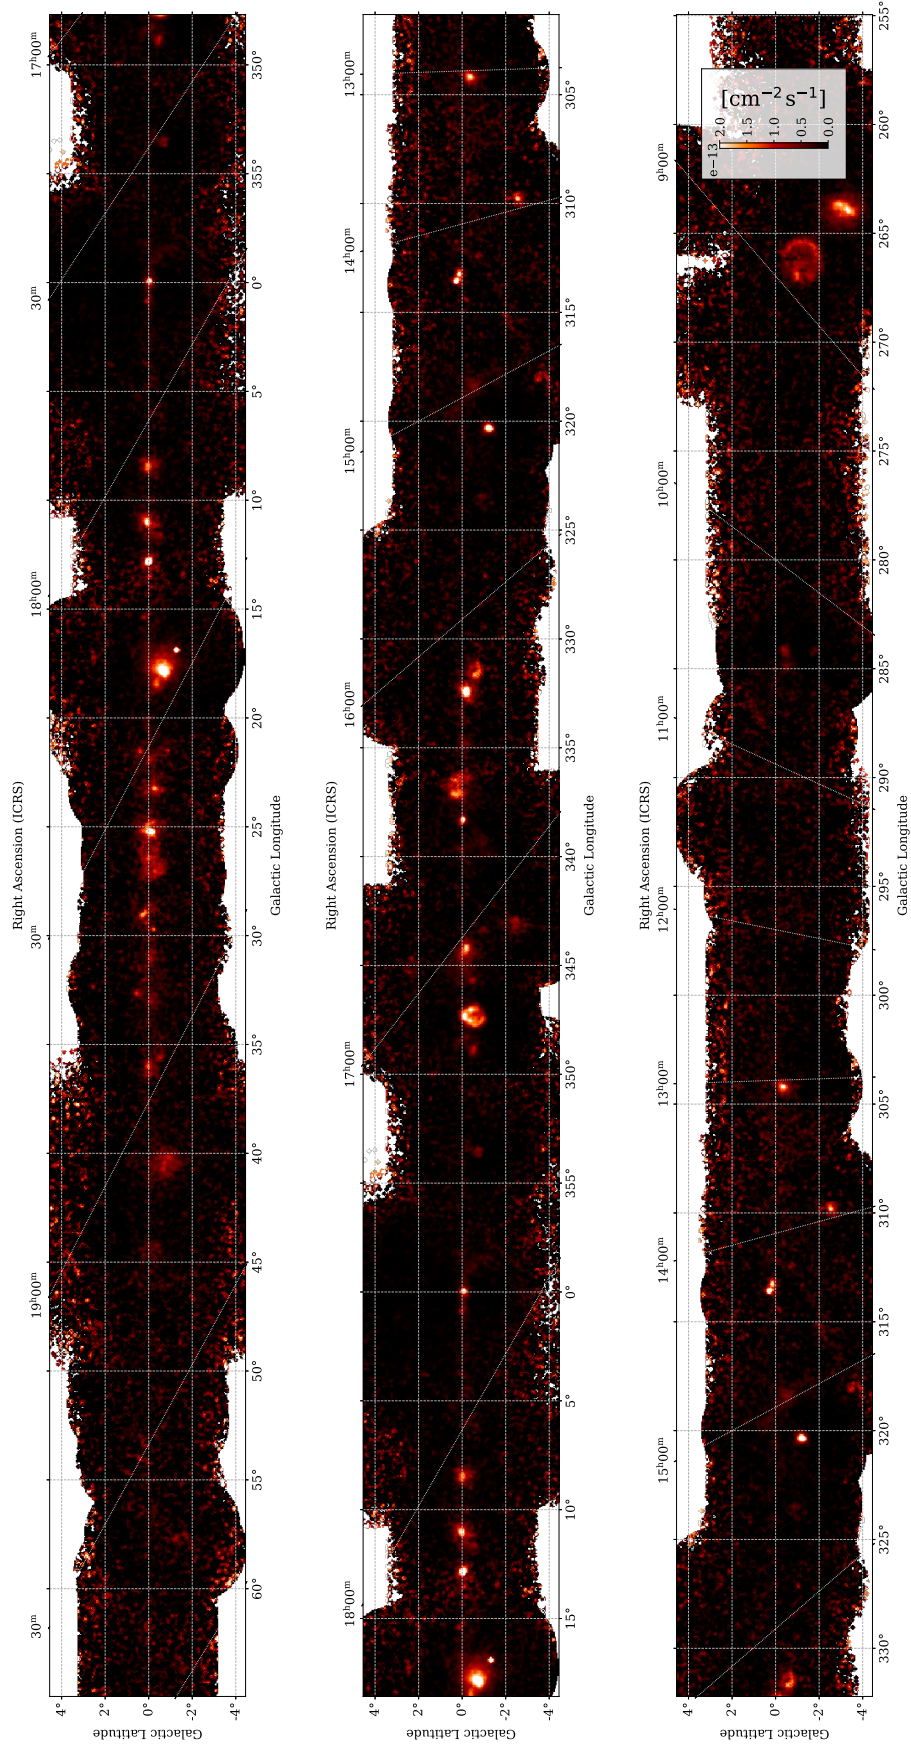 Right Ascension (ICRS)
30ᵐ 19ʰ00ᵐ 30ᵐ 18ʰ00ᵐ 30ᵐ 17ʰ00ᵐ
Galactic Latitude
4°
2°
0°
-2°
-4°
60° 55° 50° 45° 40° 35° 30° 25° 20° 15° 10° 5° 0° 355° 350°
Galactic Longitude
Right Ascension (ICRS)
18ʰ00ᵐ 17ʰ00ᵐ 16ʰ00ᵐ 15ʰ00ᵐ 14ʰ00ᵐ 13ʰ00ᵐ
Galactic Latitude
4°
2°
0°
-2°
-4°
15° 10° 5° 0° 355° 350° 345° 340° 335° 330° 325° 320° 315° 310° 305°
Galactic Longitude
Right Ascension (ICRS)
15ʰ00ᵐ 14ʰ00ᵐ 13ʰ00ᵐ 12ʰ00ᵐ 11ʰ00ᵐ 10ʰ00ᵐ 9ʰ00ᵐ
Galactic Latitude
4°
2°
0°
-2°
-4°
e−13
2.0
1.5
1.0
0.5
0.0
[cm⁻² s⁻¹]
330° 325° 320° 315° 310° 305° 300° 295° 290° 285° 280° 275° 270° 265° 260° 255°
Galactic Longitude